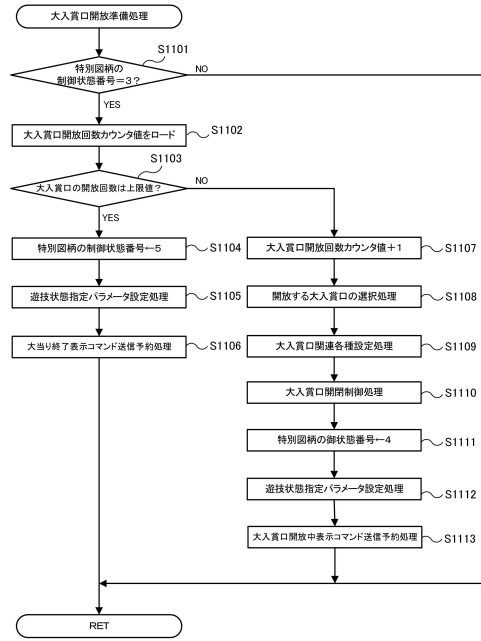 大入賞口開放準備処理
S1101
特別図柄の
制御状態番号=3?
NO
YES
大入賞口開放回数カウンタ値をロード
S1102
S1103
大入賞口の開放回数は上限値?
NO
YES
特別図柄の制御状態番号←5
S1104
遊技状態指定パラメータ設定処理
S1105
大当り終了表示コマンド送信予約処理
S1106
大入賞口開放回数カウンタ値+1
S1107
開放する大入賞口の選択処理
S1108
大入賞口関連各種設定処理
S1109
大入賞口開閉制御処理
S1110
特別図柄の御状態番号←4
S1111
遊技状態指定パラメータ設定処理
S1112
大入賞口開放中表示コマンド送信予約処理
S1113
RET